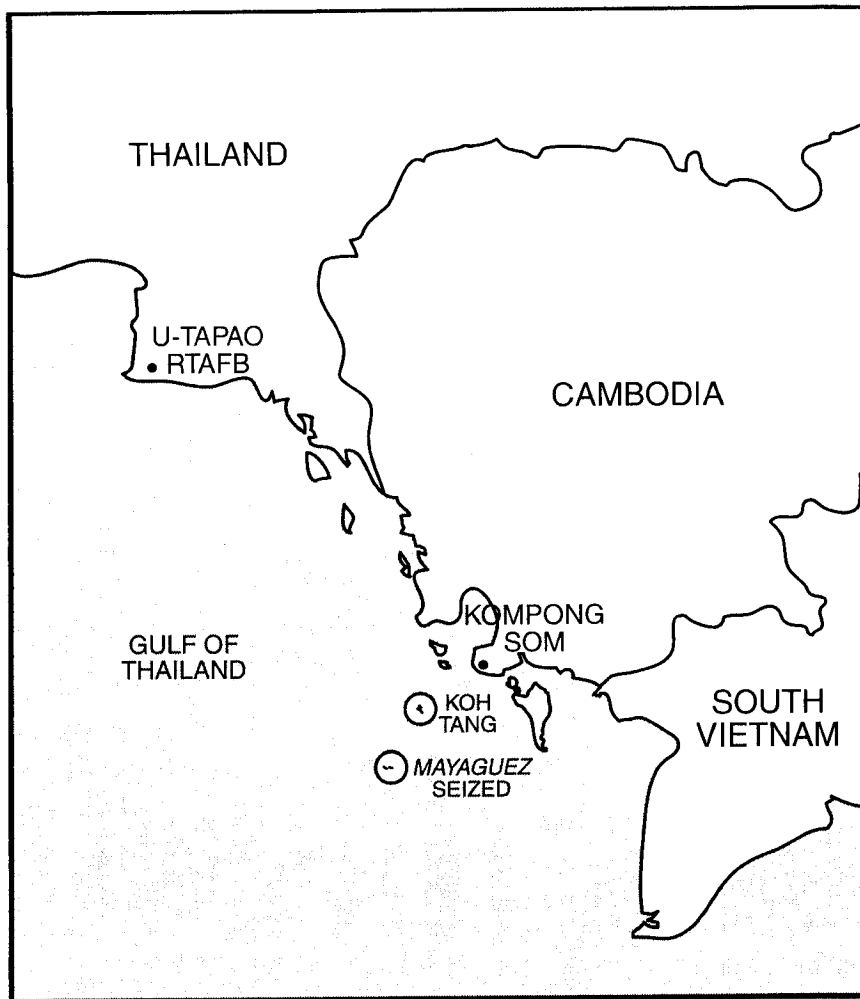 THAILAND
U-TAPAO
RTAFB
CAMBODIA
KOMPONG
SOM
GULF OF
THAILAND
KOH
TANG
SOUTH
VIETNAM
MAYAGUEZ
SEIZED